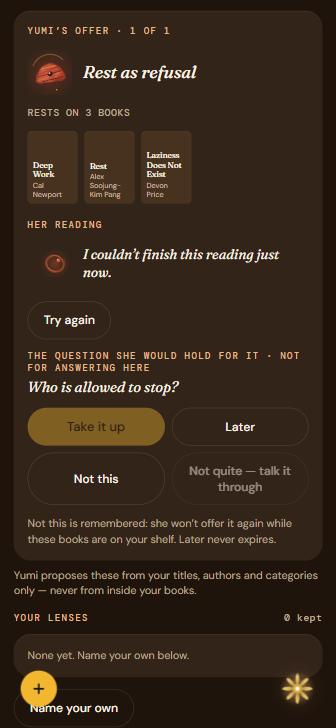 YUMI'S OFFER · 1 OF 1
Rest as refusal
RESTS ON 3 BOOKS
Deep
Work
Cal
Newport
Rest
Alex
Soojung-
Kim Pang
Laziness
Does Not
Exist
Devon
Price
HER READING
I couldn't finish this reading just
now.
Try again
THE QUESTION SHE WOULD HOLD FOR IT · NOT
FOR ANSWERING HERE
Who is allowed to stop?
Take it up
Later
Not this
Not quite — talk it
through
Not this is remembered: she won't offer it again while
these books are on your shelf. Later never expires.
Yumi proposes these from your titles, authors and categories
only — never from inside your books.
YOUR LENSES
0 kept
None yet. Name your own below.
+
Name your own